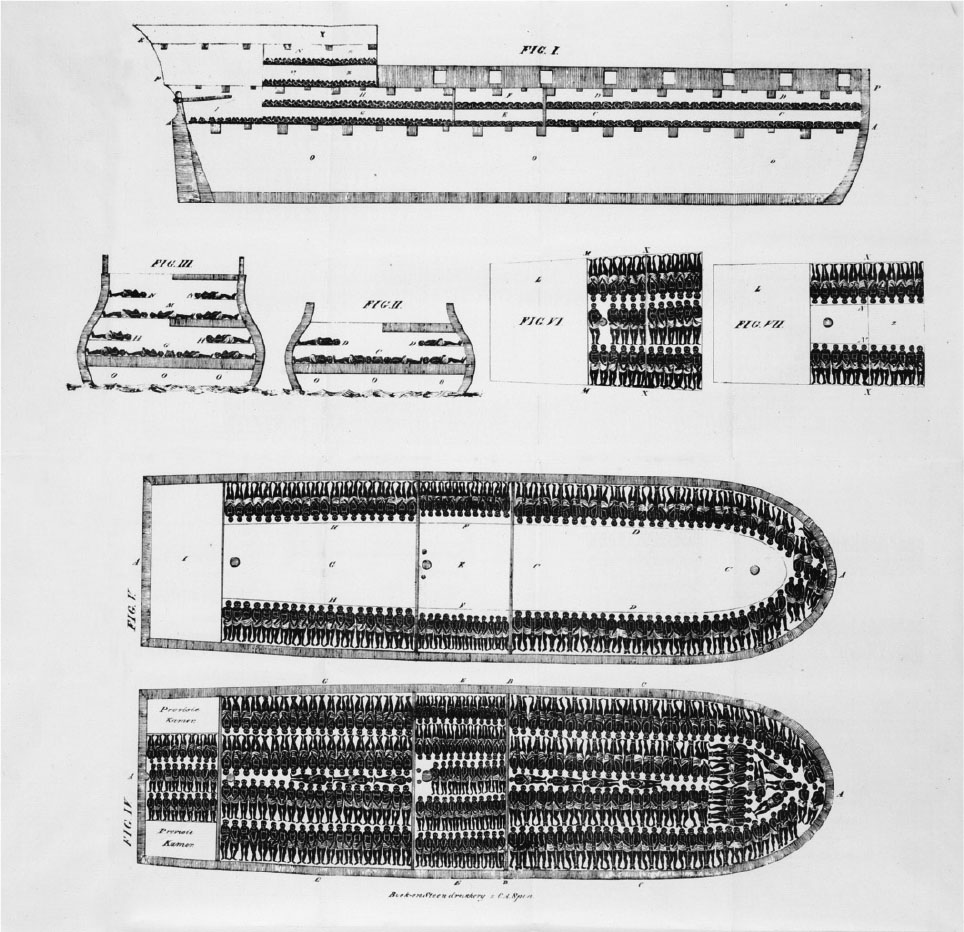 FIG. I.
K
X
N
Z
P
H
F
D
D
P
I
G
E
C
C
A
O
O
O
FIG. III.
N
N
M
H
H
G
O
O
O
FIG. II.
D
D
C
O
O
O
M
X
L
FIG. VI
M
X
X
L
FIG. VII.
Z
X
FIG. V
H
F
D
A
I
G
E
C
C
A
H
F
D
FIG. IV
G
E
B
C
Provisie
Kamer
A
A
Provisie
Kamer
G
E
B
C
Boek en Steendrukkery v. C.A. Spin.